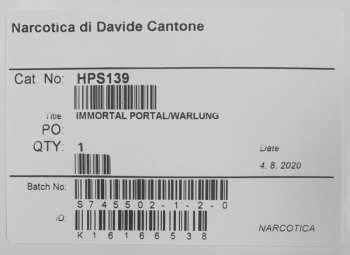 Narcotica di Davide Cantone
Cat. No: HPS139
Title IMMORTAL PORTAL/WARLUNG
PO:
QTY: 1
Date
4. 8. 2020
Batch No:
S745502-1-2-0
ID:
K16166538
NARCOTICA